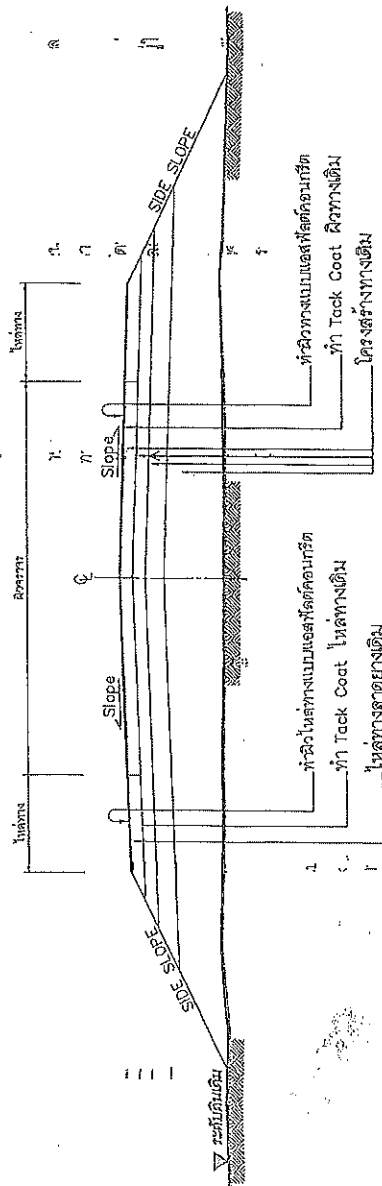 ไหล่ทาง
ผิวจราจร
ไหล่ทาง
℄
Slope
Slope
SIDE SLOPE
SIDE SLOPE
ระดับดินเดิม
ทำผิวไหล่ทางแบบแอสฟัลต์คอนกรีต
ทำ Tack Coat ไหล่ทางเดิม
ไหล่ทางลาดยางเดิม
ทำผิวทางแบบแอสฟัลต์คอนกรีต
ทำ Tack Coat ผิวทางเดิม
โครงสร้างทางเดิม